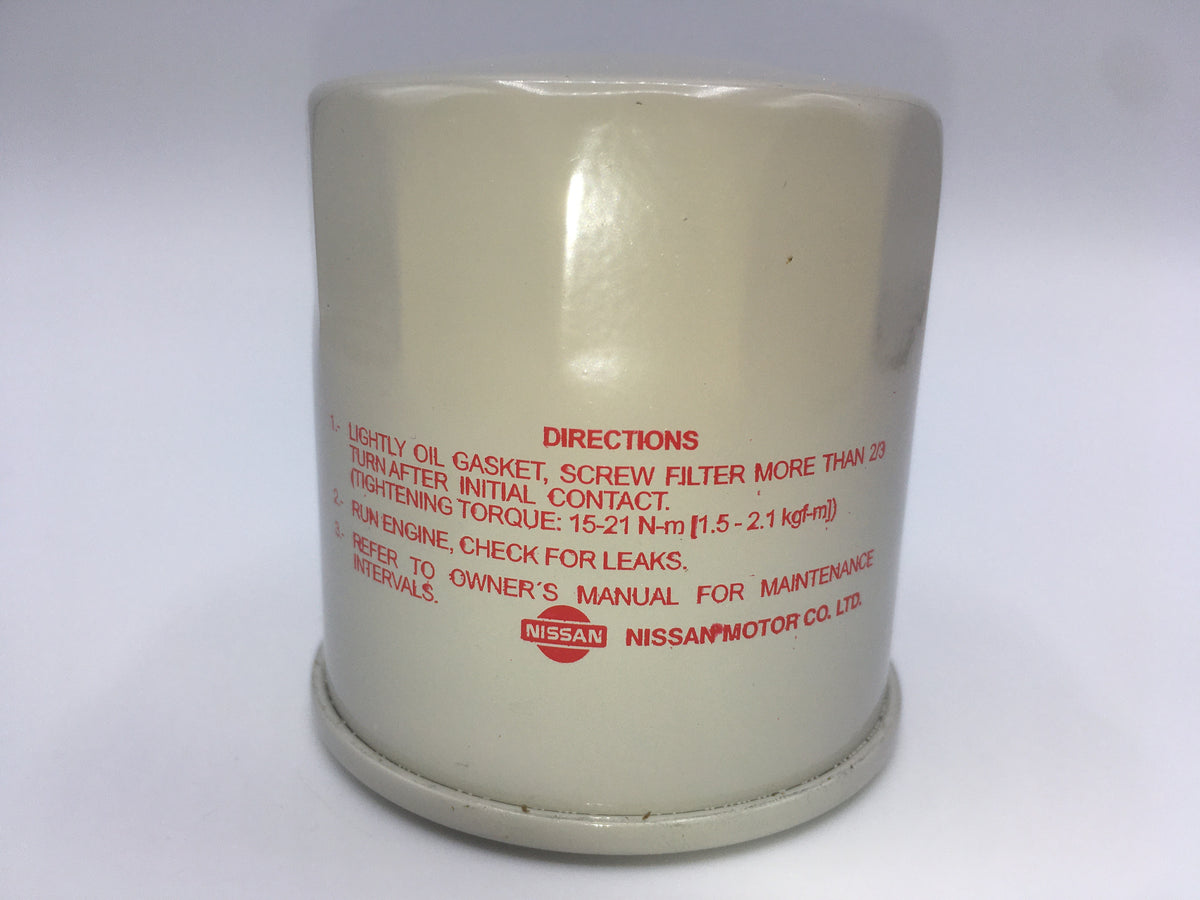 DIRECTIONS
1.- LIGHTLY OIL GASKET, SCREW FILTER MORE THAN 2/3
TURN AFTER INITIAL CONTACT.
(TIGHTENING TORQUE: 15-21 N-m [1.5 - 2.1 kgf-m])
2.- RUN ENGINE, CHECK FOR LEAKS.
3.- REFER TO OWNER´S MANUAL FOR MAINTENANCE
INTERVALS.
NISSAN NISSAN MOTOR CO. LTD.